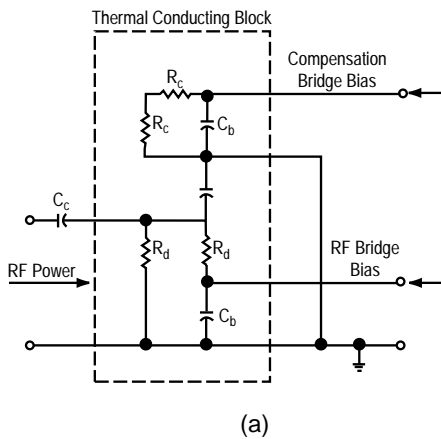 Thermal Conducting Block
Compensation
Bridge Bias
Rc
Rc
Cb
Cc
Rd
Rd
RF Power
RF Bridge
Bias
Cb
(a)